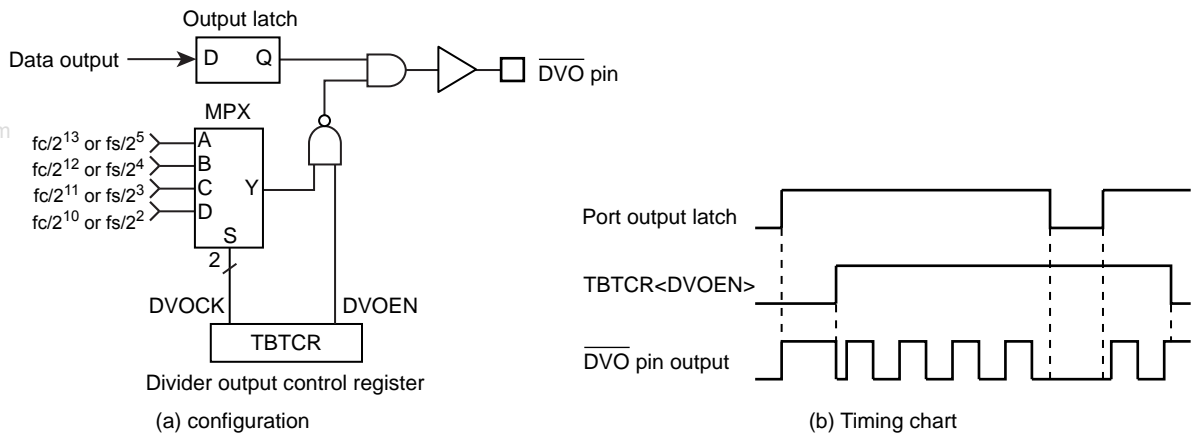 Output latch
Data output
D Q
DVO pin
MPX
m
fc/2^13 or fs/2^5
A
fc/2^12 or fs/2^4
B
fc/2^11 or fs/2^3
C
Y
fc/2^10 or fs/2^2
D
S
2
DVOCK
DVOEN
TBTCR
Divider output control register
(a) configuration
Port output latch
TBTCR<DVOEN>
DVO pin output
(b) Timing chart